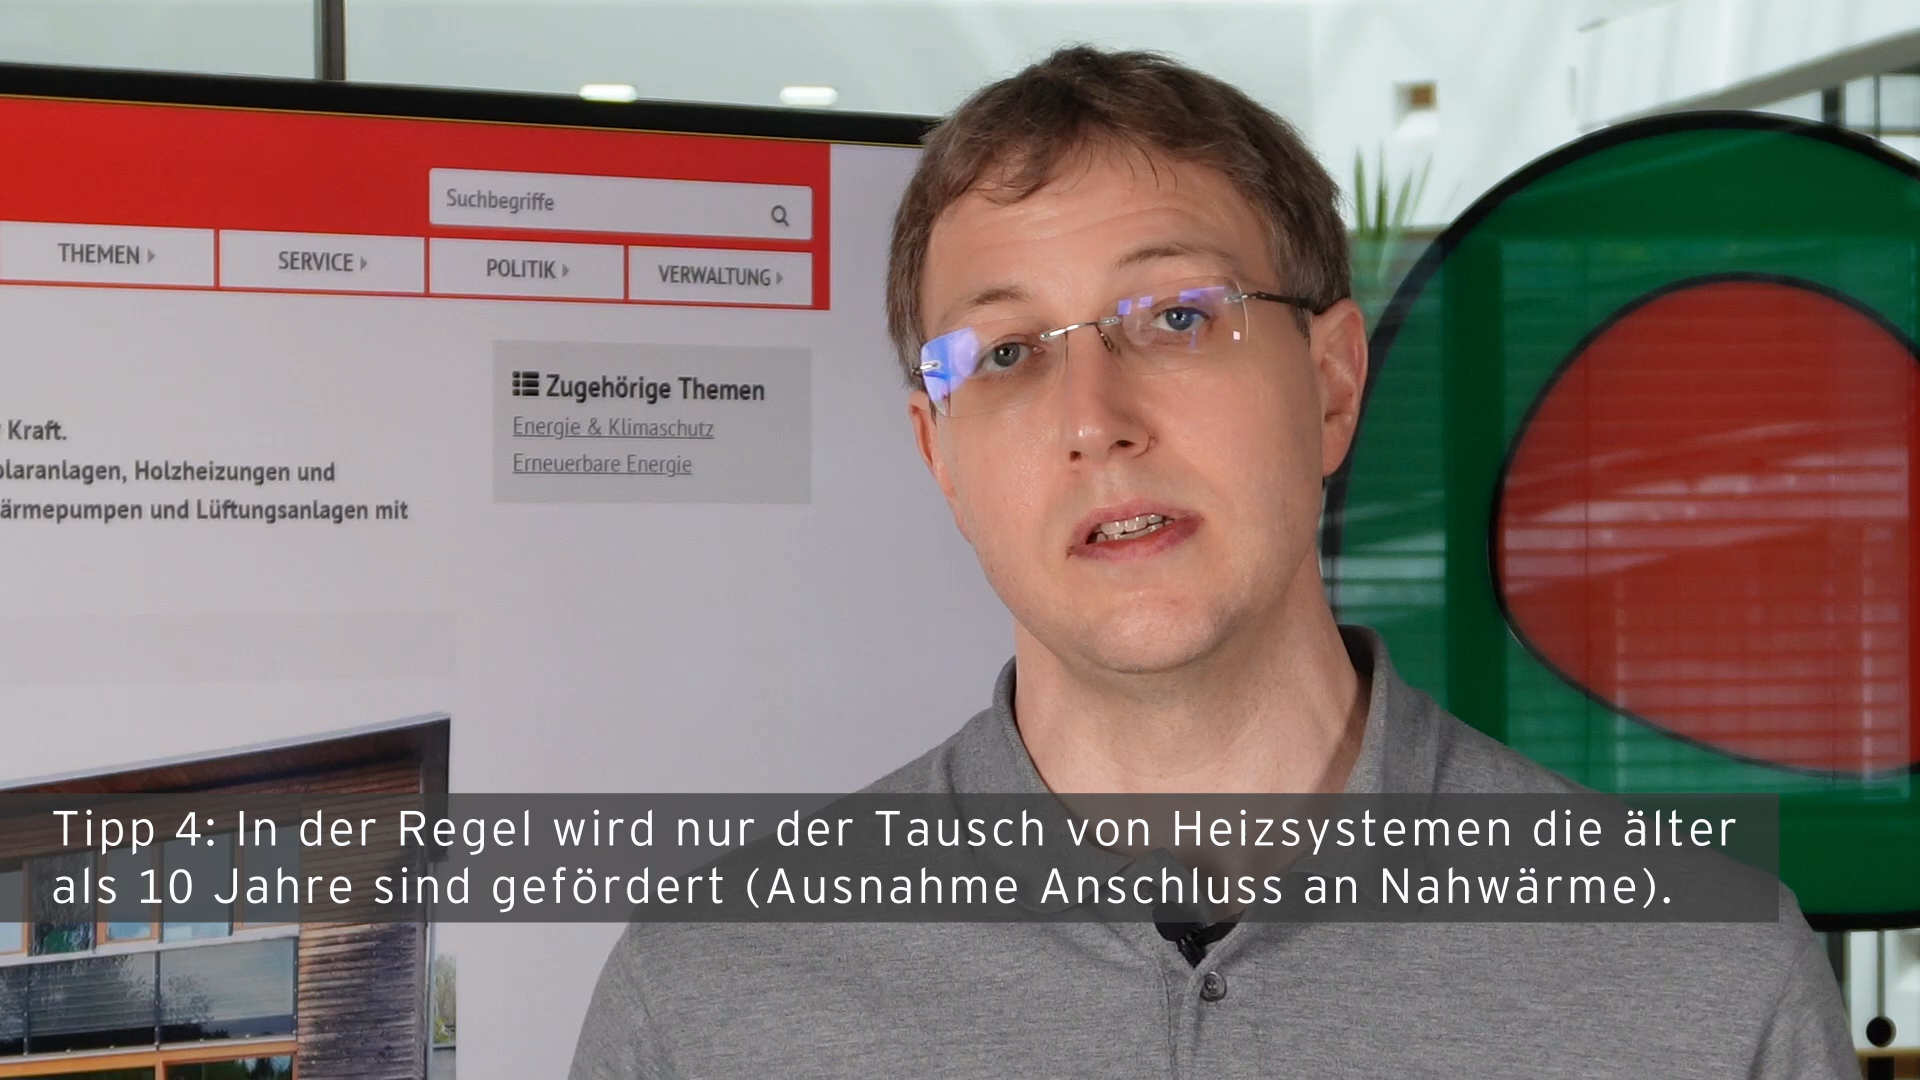 Suchbegriffe
THEMEN
SERVICE
POLITIK
VERWALTUNG
Zugehörige Themen
Energie & Klimaschutz
Erneuerbare Energie
Kraft.
Holzheizungen und
und Lüftungsanlagen mit
Tipp 4: In der Regel wird nur der Tausch von Heizsystemen die älter
als 10 Jahre sind gefördert (Ausnahme Anschluss an Nahwärme).